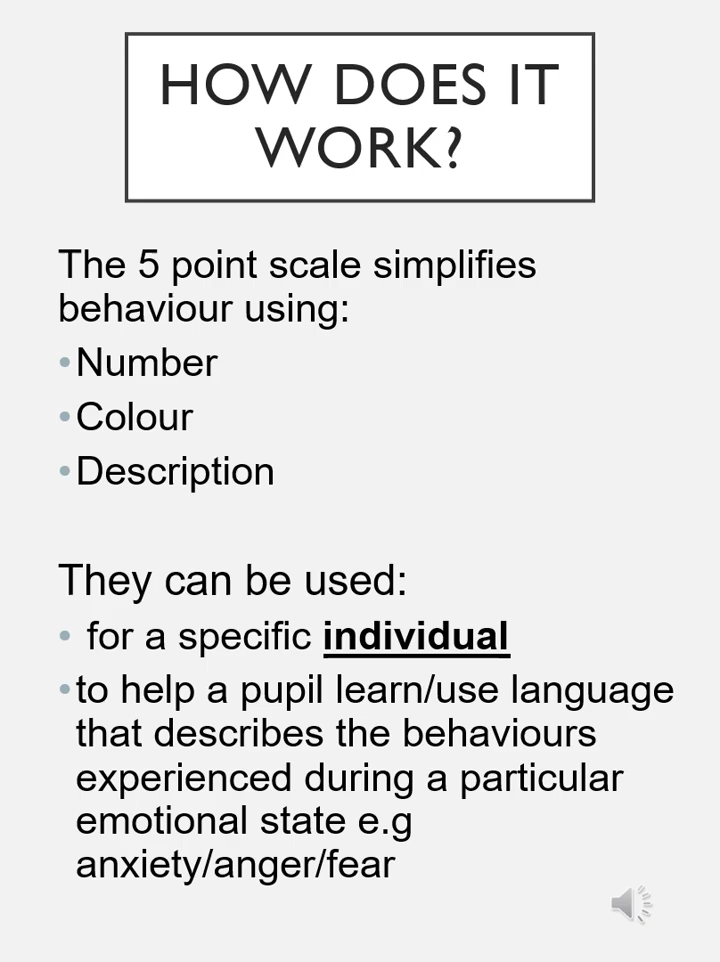 HOW DOES IT
WORK?
The 5 point scale simplifies
behaviour using:
•Number
•Colour
•Description
They can be used:
• for a specific individual
•to help a pupil learn/use language
that describes the behaviours
experienced during a particular
emotional state e.g
anxiety/anger/fear